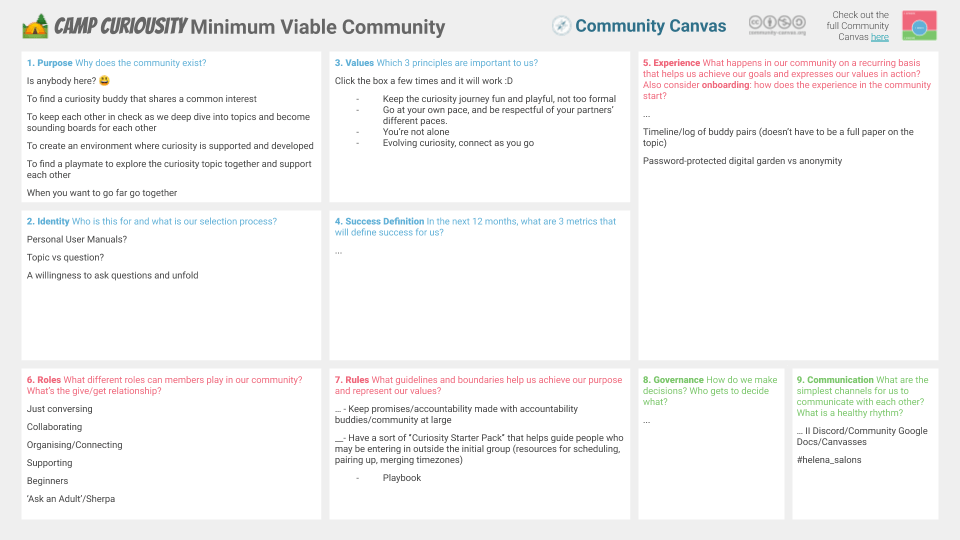 CAMP CURIOUSITY Minimum Viable Community
Community Canvas
community-canvas.org
Check out the
full Community
Canvas here
1. Purpose Why does the community exist?
Is anybody here? 😃
To find a curiosity buddy that shares a common interest
To keep each other in check as we deep dive into topics and become
sounding boards for each other
To create an environment where curiosity is supported and developed
To find a playmate to explore the curiosity topic together and support
each other
When you want to go far go together
2. Identity Who is this for and what is our selection process?
Personal User Manuals?
Topic vs question?
A willingness to ask questions and unfold
3. Values Which 3 principles are important to us?
Click the box a few times and it will work :D
- Keep the curiosity journey fun and playful, not too formal
- Go at your own pace, and be respectful of your partners’
different paces.
- You’re not alone
- Evolving curiosity, connect as you go
4. Success Definition In the next 12 months, what are 3 metrics that
will define success for us?
...
5. Experience What happens in our community on a recurring basis
that helps us achieve our goals and expresses our values in action?
Also consider onboarding: how does the experience in the community
start?
...
Timeline/log of buddy pairs (doesn’t have to be a full paper on the
topic)
Password-protected digital garden vs anonymity
6. Roles What different roles can members play in our community?
What’s the give/get relationship?
Just conversing
Collaborating
Organising/Connecting
Supporting
Beginners
‘Ask an Adult’/Sherpa
7. Rules What guidelines and boundaries help us achieve our purpose
and represent our values?
... - Keep promises/accountability made with accountability
buddies/community at large
__- Have a sort of “Curiosity Starter Pack” that helps guide people who
may be entering in outside the initial group (resources for scheduling,
pairing up, merging timezones)
- Playbook
8. Governance How do we make
decisions? Who gets to decide
what?
...
9. Communication What are the
simplest channels for us to
communicate with each other?
What is a healthy rhythm?
... II Discord/Community Google
Docs/Canvasses
#helena_salons